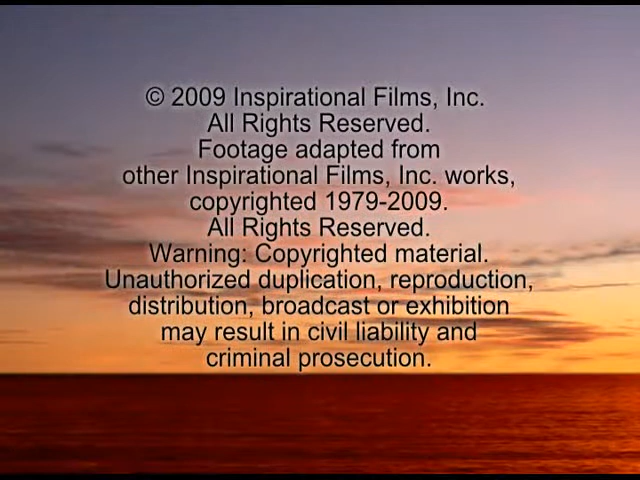 © 2009 Inspirational Films, Inc.
All Rights Reserved.
Footage adapted from
other Inspirational Films, Inc. works,
copyrighted 1979-2009.
All Rights Reserved.
Warning: Copyrighted material.
Unauthorized duplication, reproduction,
distribution, broadcast or exhibition
may result in civil liability and
criminal prosecution.